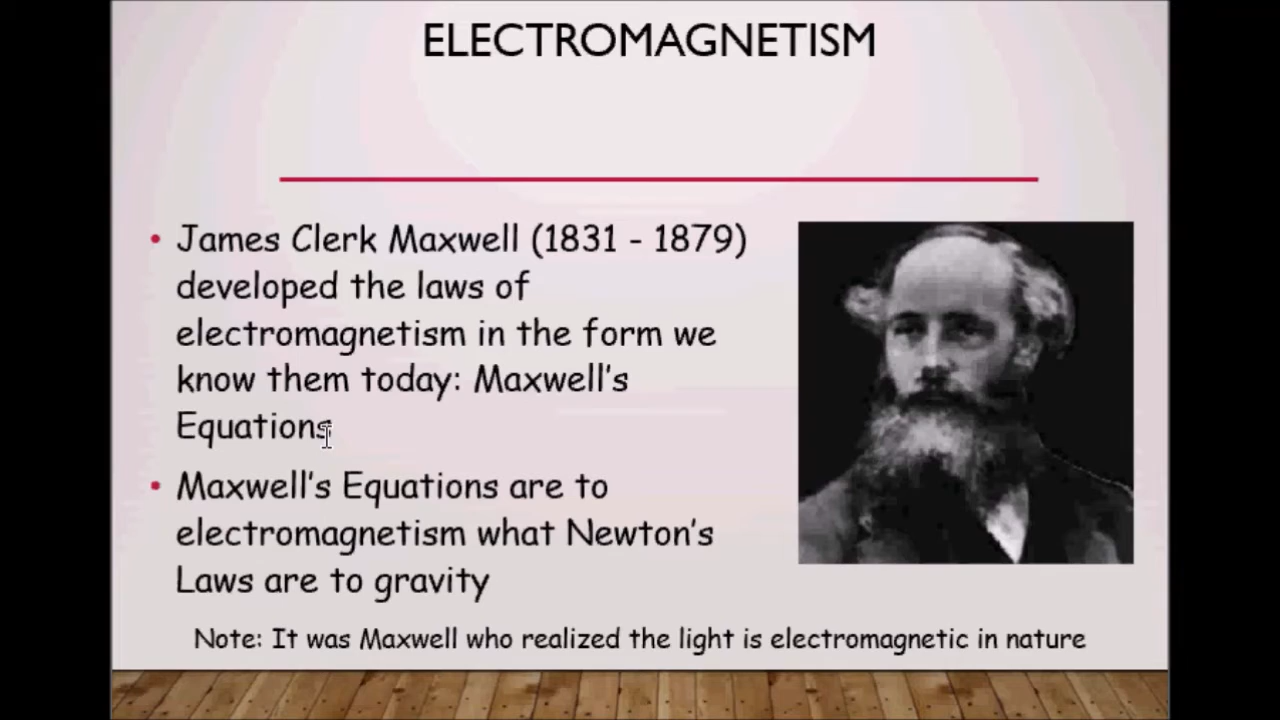 ELECTROMAGNETISM
James Clerk Maxwell (1831 - 1879)
developed the laws of
electromagnetism in the form we
know them today: Maxwell's
Equations
Maxwell's Equations are to
electromagnetism what Newton's
Laws are to gravity
Note: It was Maxwell who realized the light is electromagnetic in nature